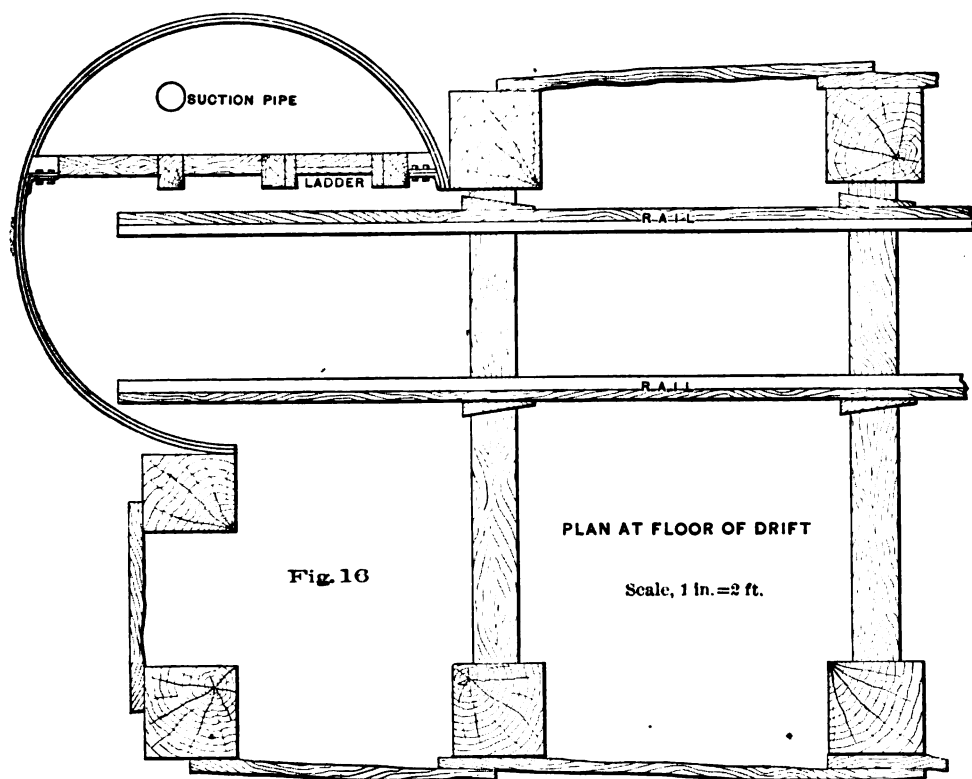 SUCTION PIPE
LADDER
RAIL
RAIL
PLAN AT FLOOR OF DRIFT
Fig. 16
Scale, 1 in.=2 ft.